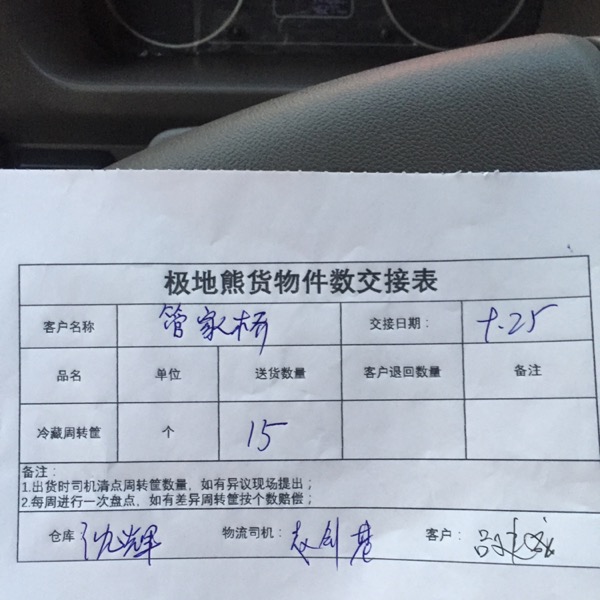 极地熊货物件数交接表
客户名称 管家桥 交接日期：
品名 单位 送货数量 客户退回数量 备注
冷藏周转筐 个 15
备注：
1.出货时司机清点周转筐数量，如有异议现场提出；
2.每周进行一次盘点，如有差异周转筐按个数赔偿；
仓库： 沈辉 物流司机： 赵剑基 客户：